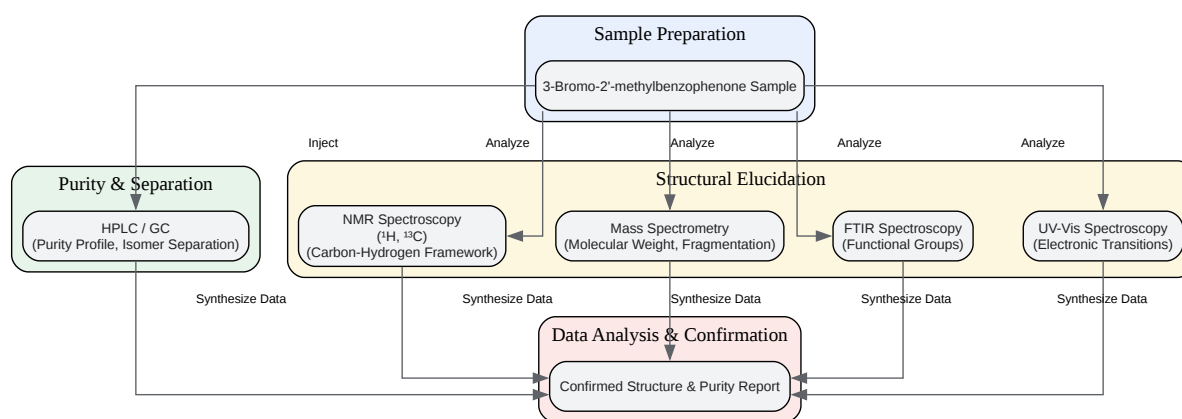 Sample Preparation
3-Bromo-2'-methylbenzophenone Sample
Inject
Analyze
Analyze
Analyze
Analyze
Purity & Separation
Structural Elucidation
HPLC / GC
(Purity Profile, Isomer Separation)
NMR Spectroscopy
(¹H, ¹³C)
(Carbon-Hydrogen Framework)
Mass Spectrometry
(Molecular Weight, Fragmentation)
FTIR Spectroscopy
(Functional Groups)
UV-Vis Spectroscopy
(Electronic Transitions)
Synthesize Data
Synthesize Data
Synthesize Data
Synthesize Data
Synthesize Data
Data Analysis & Confirmation
Confirmed Structure & Purity Report